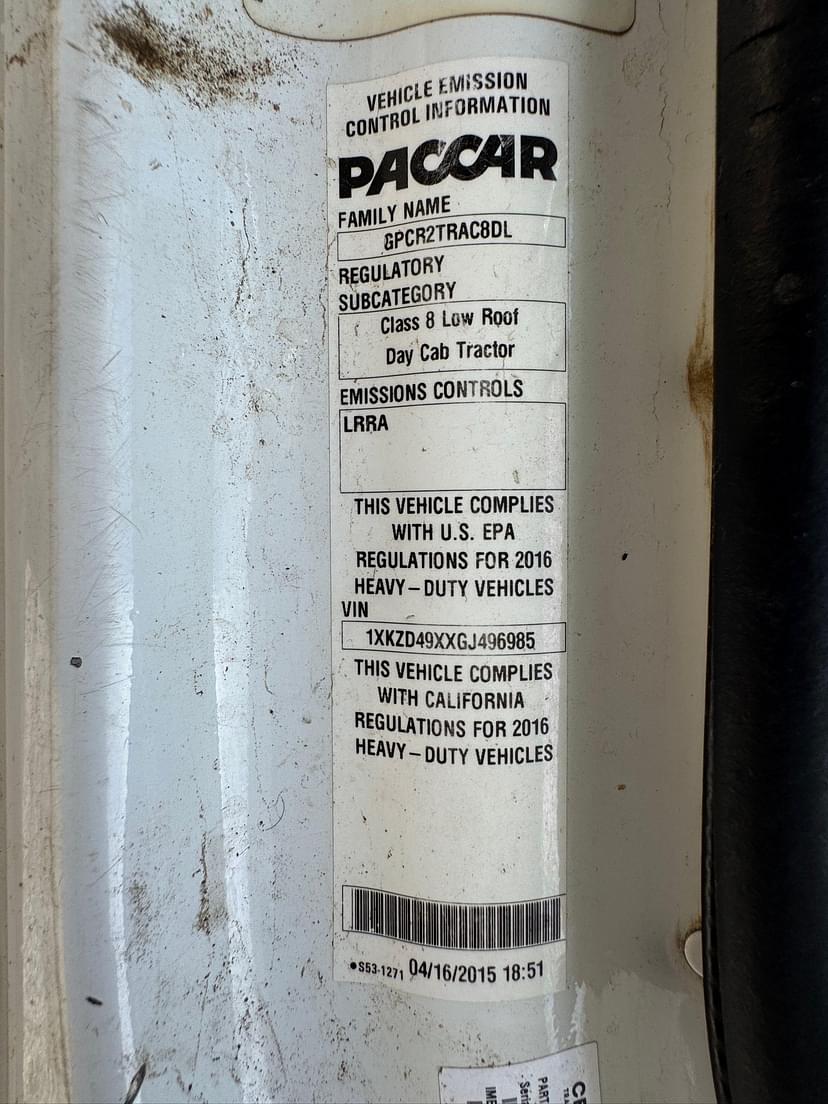 VEHICLE EMISSION
CONTROL INFORMATION
PACCAR
FAMILY NAME
GPCR2TRAC8DL
REGULATORY
SUBCATEGORY
Class 8 Low Roof
Day Cab Tractor
EMISSIONS CONTROLS
LRRA
THIS VEHICLE COMPLIES
WITH U.S. EPA
REGULATIONS FOR 2016
HEAVY–DUTY VEHICLES
VIN
1XKZD49XXGJ496985
THIS VEHICLE COMPLIES
WITH CALIFORNIA
REGULATIONS FOR 2016
HEAVY–DUTY VEHICLES
•S53-1271 04/16/2015 18:51
PART